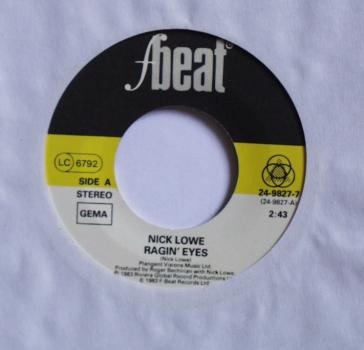 fbeat
LC 6792
SIDE A
STEREO
GEMA
24-9827-7
(24-9827-A)
2:43
NICK LOWE
RAGIN' EYES
(Nick Lowe)
Plangent Visions Music Ltd.
Produced by Roger Bechirian with Nick Lowe
℗ 1983 Riviera Global Record Productions
© 1983 F-Beat Records Ltd